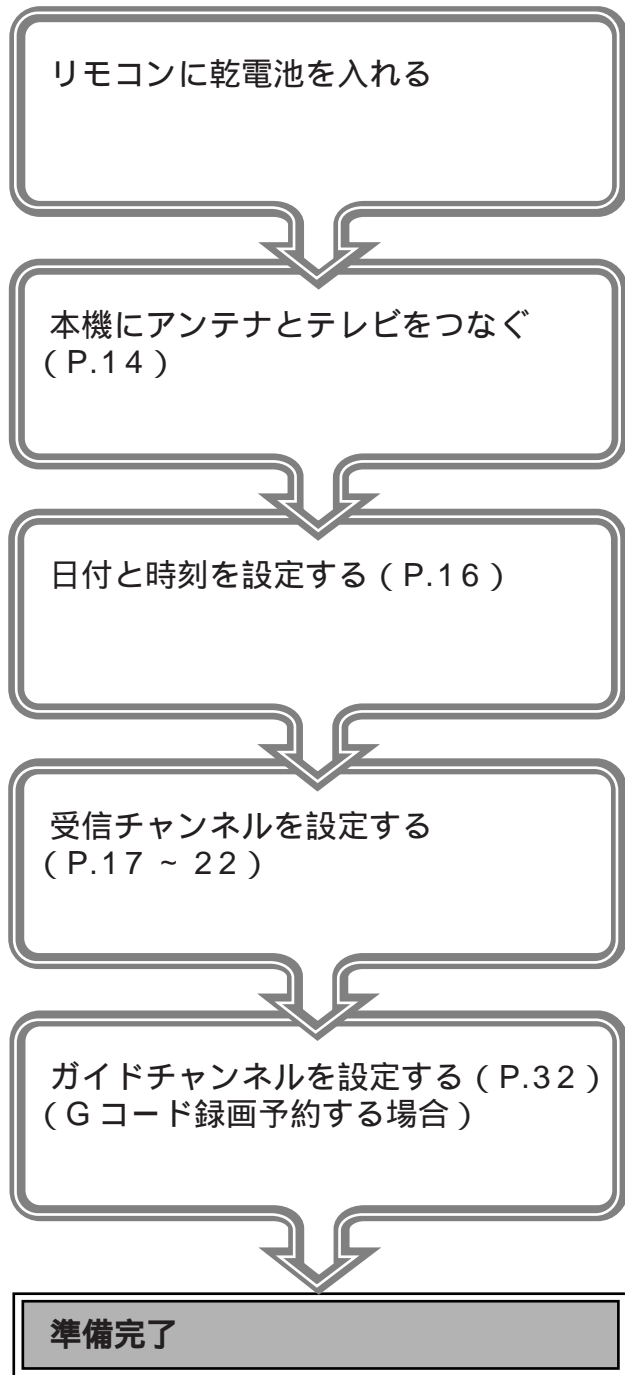 リモコンに乾電池を入れる
本機にアンテナとテレビをつなぐ
(P.14)
日付と時刻を設定する(P.16)
受信チャンネルを設定する
(P.17 ~ 22)
ガイドチャンネルを設定する(P.32)
(Gコード録画予約する場合)
準備完了